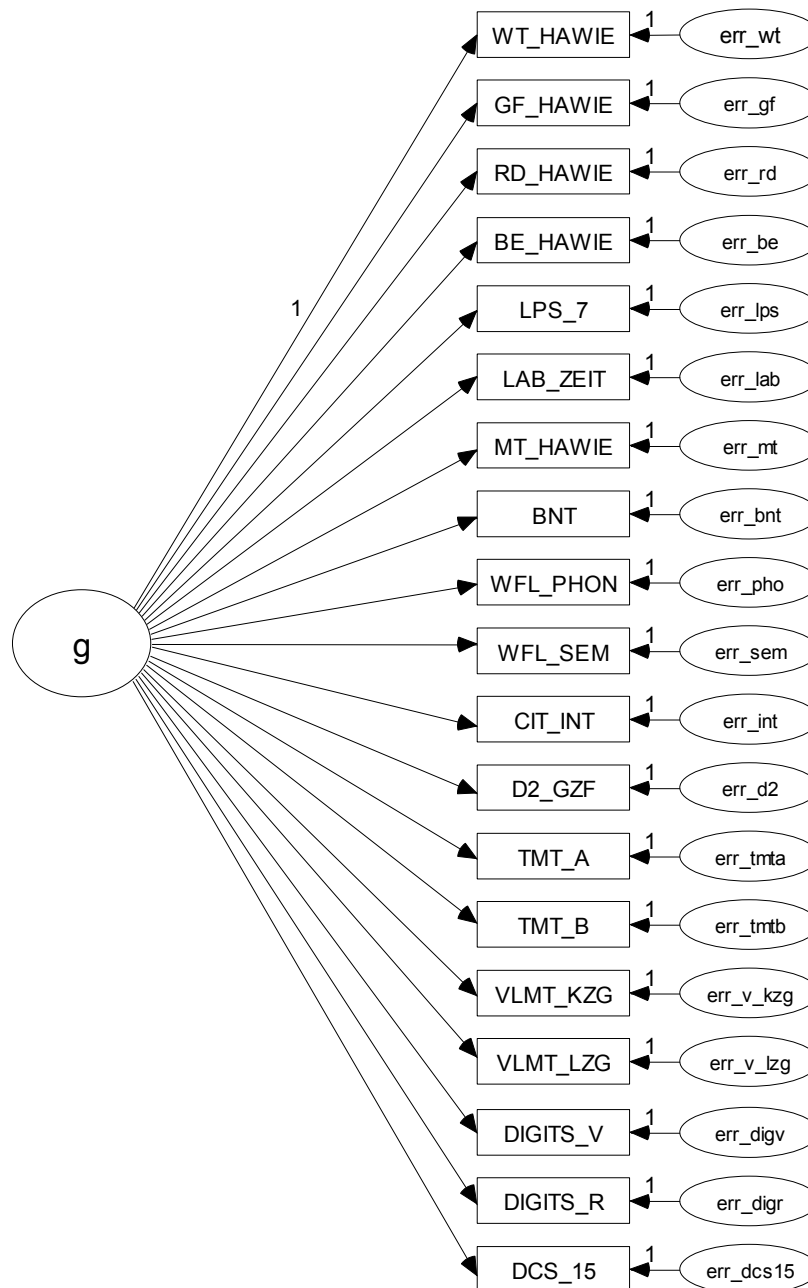 WT_HAWIE 1 err_wt
GF_HAWIE 1 err_gf
RD_HAWIE 1 err_rd
BE_HAWIE 1 err_be
1
LPS_7 1 err_lps
LAB_ZEIT 1 err_lab
MT_HAWIE 1 err_mt
BNT 1 err_bnt
WFL_PHON 1 err_pho
g
WFL_SEM 1 err_sem
CIT_INT 1 err_int
D2_GZF 1 err_d2
TMT_A 1 err_tmta
TMT_B 1 err_tmtb
VLMT_KZG 1 err_v_kzg
VLMT_LZG 1 err_v_lzg
DIGITS_V 1 err_digv
DIGITS_R 1 err_digr
DCS_15 1 err_dcs15